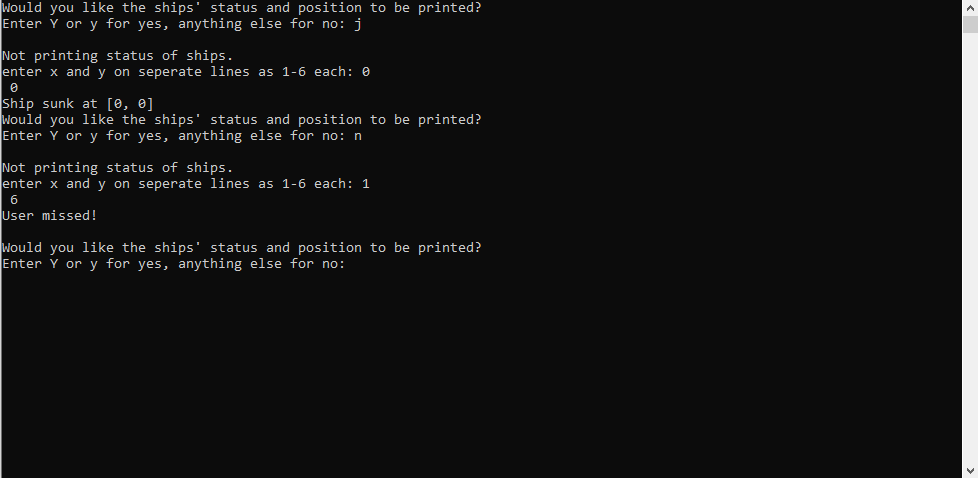 Would you like the ships' status and position to be printed?
Enter Y or y for yes, anything else for no: j
Not printing status of ships.
enter x and y on seperate lines as 1-6 each: 0
0
Ship sunk at [0, 0]
Would you like the ships' status and position to be printed?
Enter Y or y for yes, anything else for no: n
Not printing status of ships.
enter x and y on seperate lines as 1-6 each: 1
6
User missed!
Would you like the ships' status and position to be printed?
Enter Y or y for yes, anything else for no: